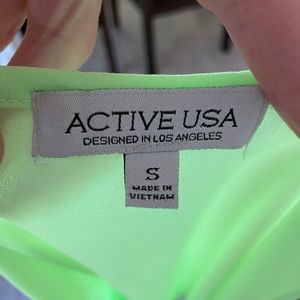 ACTIVE USA
DESIGNED IN LOS ANGELES
S
MADE IN
VIETNAM